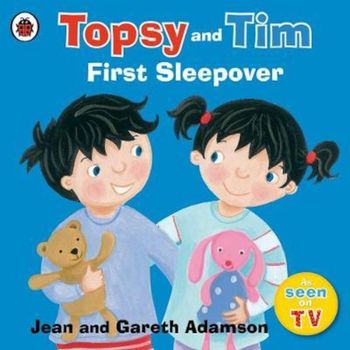 Topsy and Tim
First Sleepover
As
seen
on
TV
Jean and Gareth Adamson